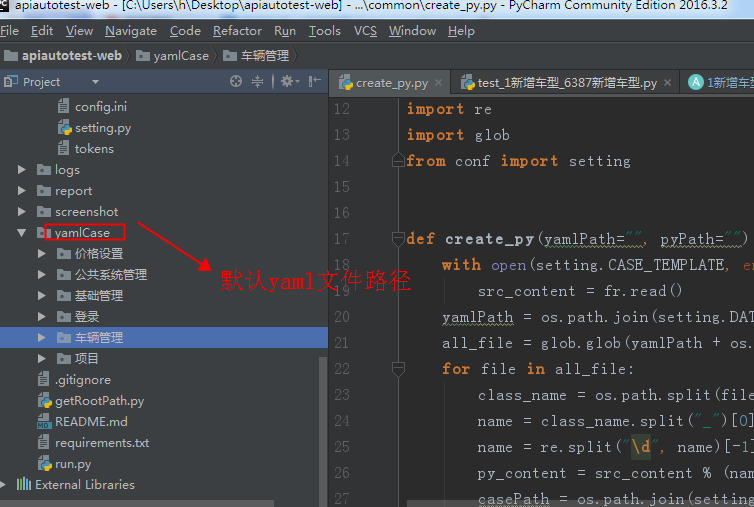 apiautotest-web - [C:\Users\h\Desktop\apiautotest-web] - ...\common\create_py.py - PyCharm Community Edition 2016.3.2
File Edit View Navigate Code Refactor Run Tools VCS Window Help
apiautotest-web yamlCase 车辆管理
Project
create_py.py × test_1新增车型_6387新增车型.py × 1新增车型
config.ini
setting.py
tokens
logs
report
screenshot
yamlCase
价格设置
公共系统管理
基础管理
登录
车辆管理
项目
.gitignore
getRootPath.py
README.md
requirements.txt
run.py
External Libraries
默认yaml文件路径
12 import re
13 import glob
14 from conf import setting
15
16
17 def create_py(yamlPath="", pyPath="")
18 with open(setting.CASE_TEMPLATE, en
19 src_content = fr.read()
20 yamlPath = os.path.join(setting.DAT
21 all_file = glob.glob(yamlPath + os.
22 for file in all_file:
23 class_name = os.path.split(file
24 name = class_name.split("_")[0]
25 name = re.split("\d", name)[-1]
26 py_content = src_content % (nam
27 casePath = os.path.join(setting